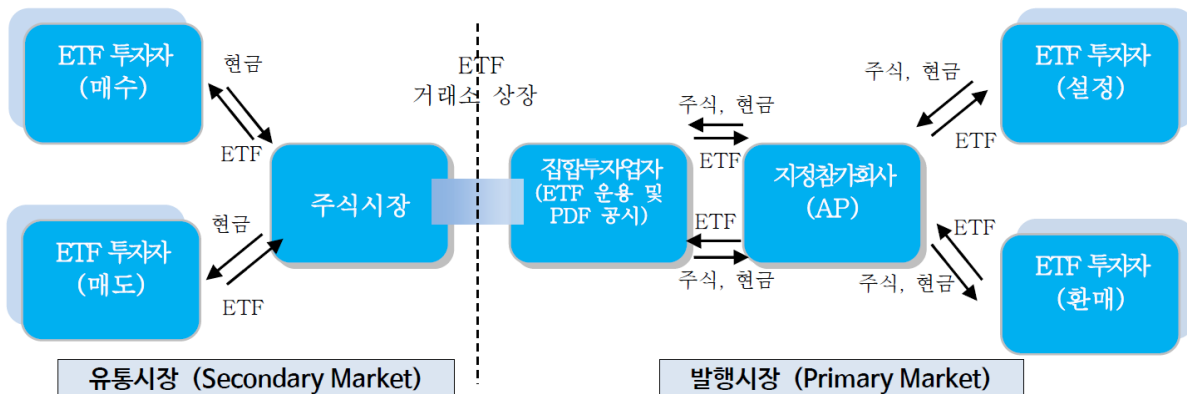 ETF 투자자
(매수)
현금
ETF
ETF 투자자
(매도)
현금
ETF
주식시장
ETF
거래소 상장
집합투자업자
(ETF 운용 및
PDF 공시)
주식, 현금
ETF
ETF
주식, 현금
지정참가회사
(AP)
주식, 현금
ETF
ETF 투자자
(설정)
ETF
주식, 현금
ETF 투자자
(환매)
유통시장 (Secondary Market)
발행시장 (Primary Market)